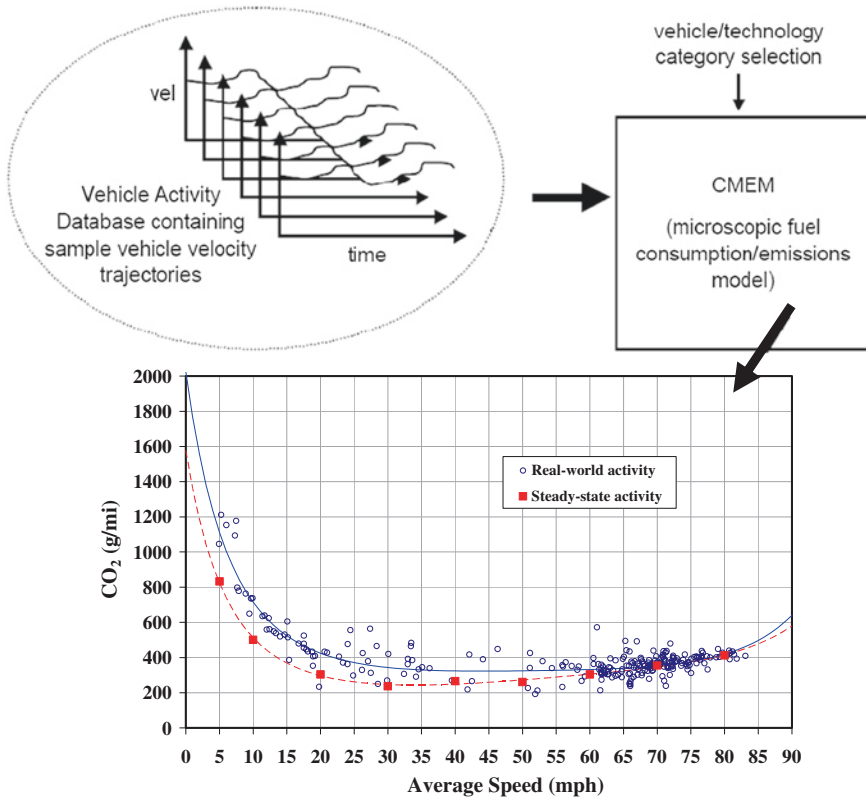 vel
Vehicle Activity
Database containing
sample vehicle velocity
trajectories
time
vehicle/technology
category selection
CMEM
(microscopic fuel
consumption/emissions
model)
2000
1800
1600
1400
1200
1000
800
600
400
200
0
CO₂ (g/mi)
Real-world activity
Steady-state activity
0 5 10 15 20 25 30 35 40 45 50 55 60 65 70 75 80 85 90
Average Speed (mph)